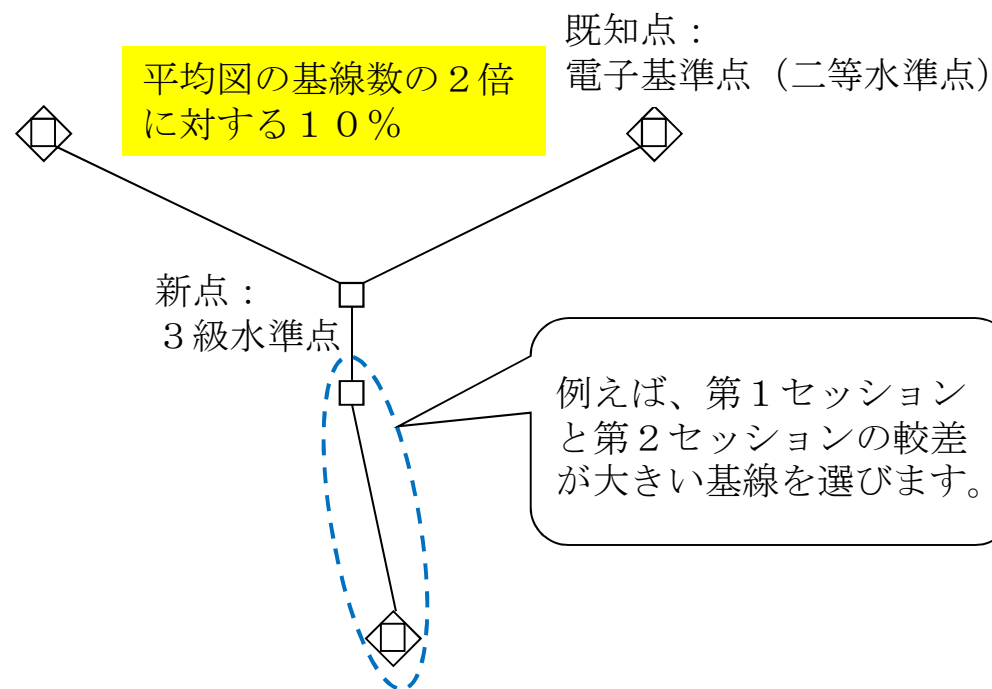 既知点：
電子基準点（二等水準点）
平均図の基線数の２倍
に対する１０％
新点：
３級水準点
例えば、第１セッション
と第２セッションの較差
が大きい基線を選びます。